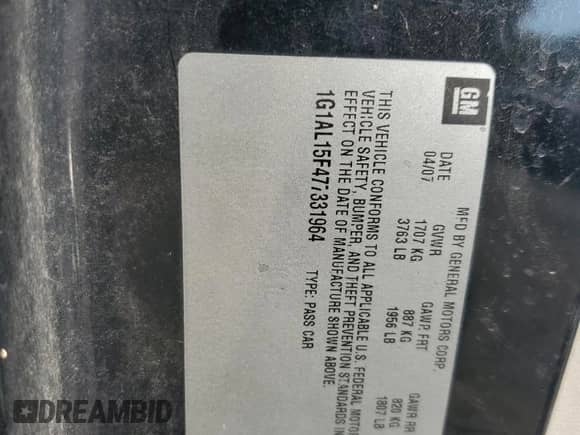 GM
MFD BY GENERAL MOTORS CORP.
DATE GVWR GAWR FRT GAWR RR
04/07 1707 KG 887 KG 820 KG
3763 LB 1956 LB 1807 LB
THIS VEHICLE CONFORMS TO ALL APPLICABLE U.S. FEDERAL MOTOR
VEHICLE SAFETY, BUMPER, AND THEFT PREVENTION STANDARDS IN
EFFECT ON THE DATE OF MANUFACTURE SHOWN ABOVE.
1G1AL15F477331964 TYPE: PASS CAR
DREAMBID